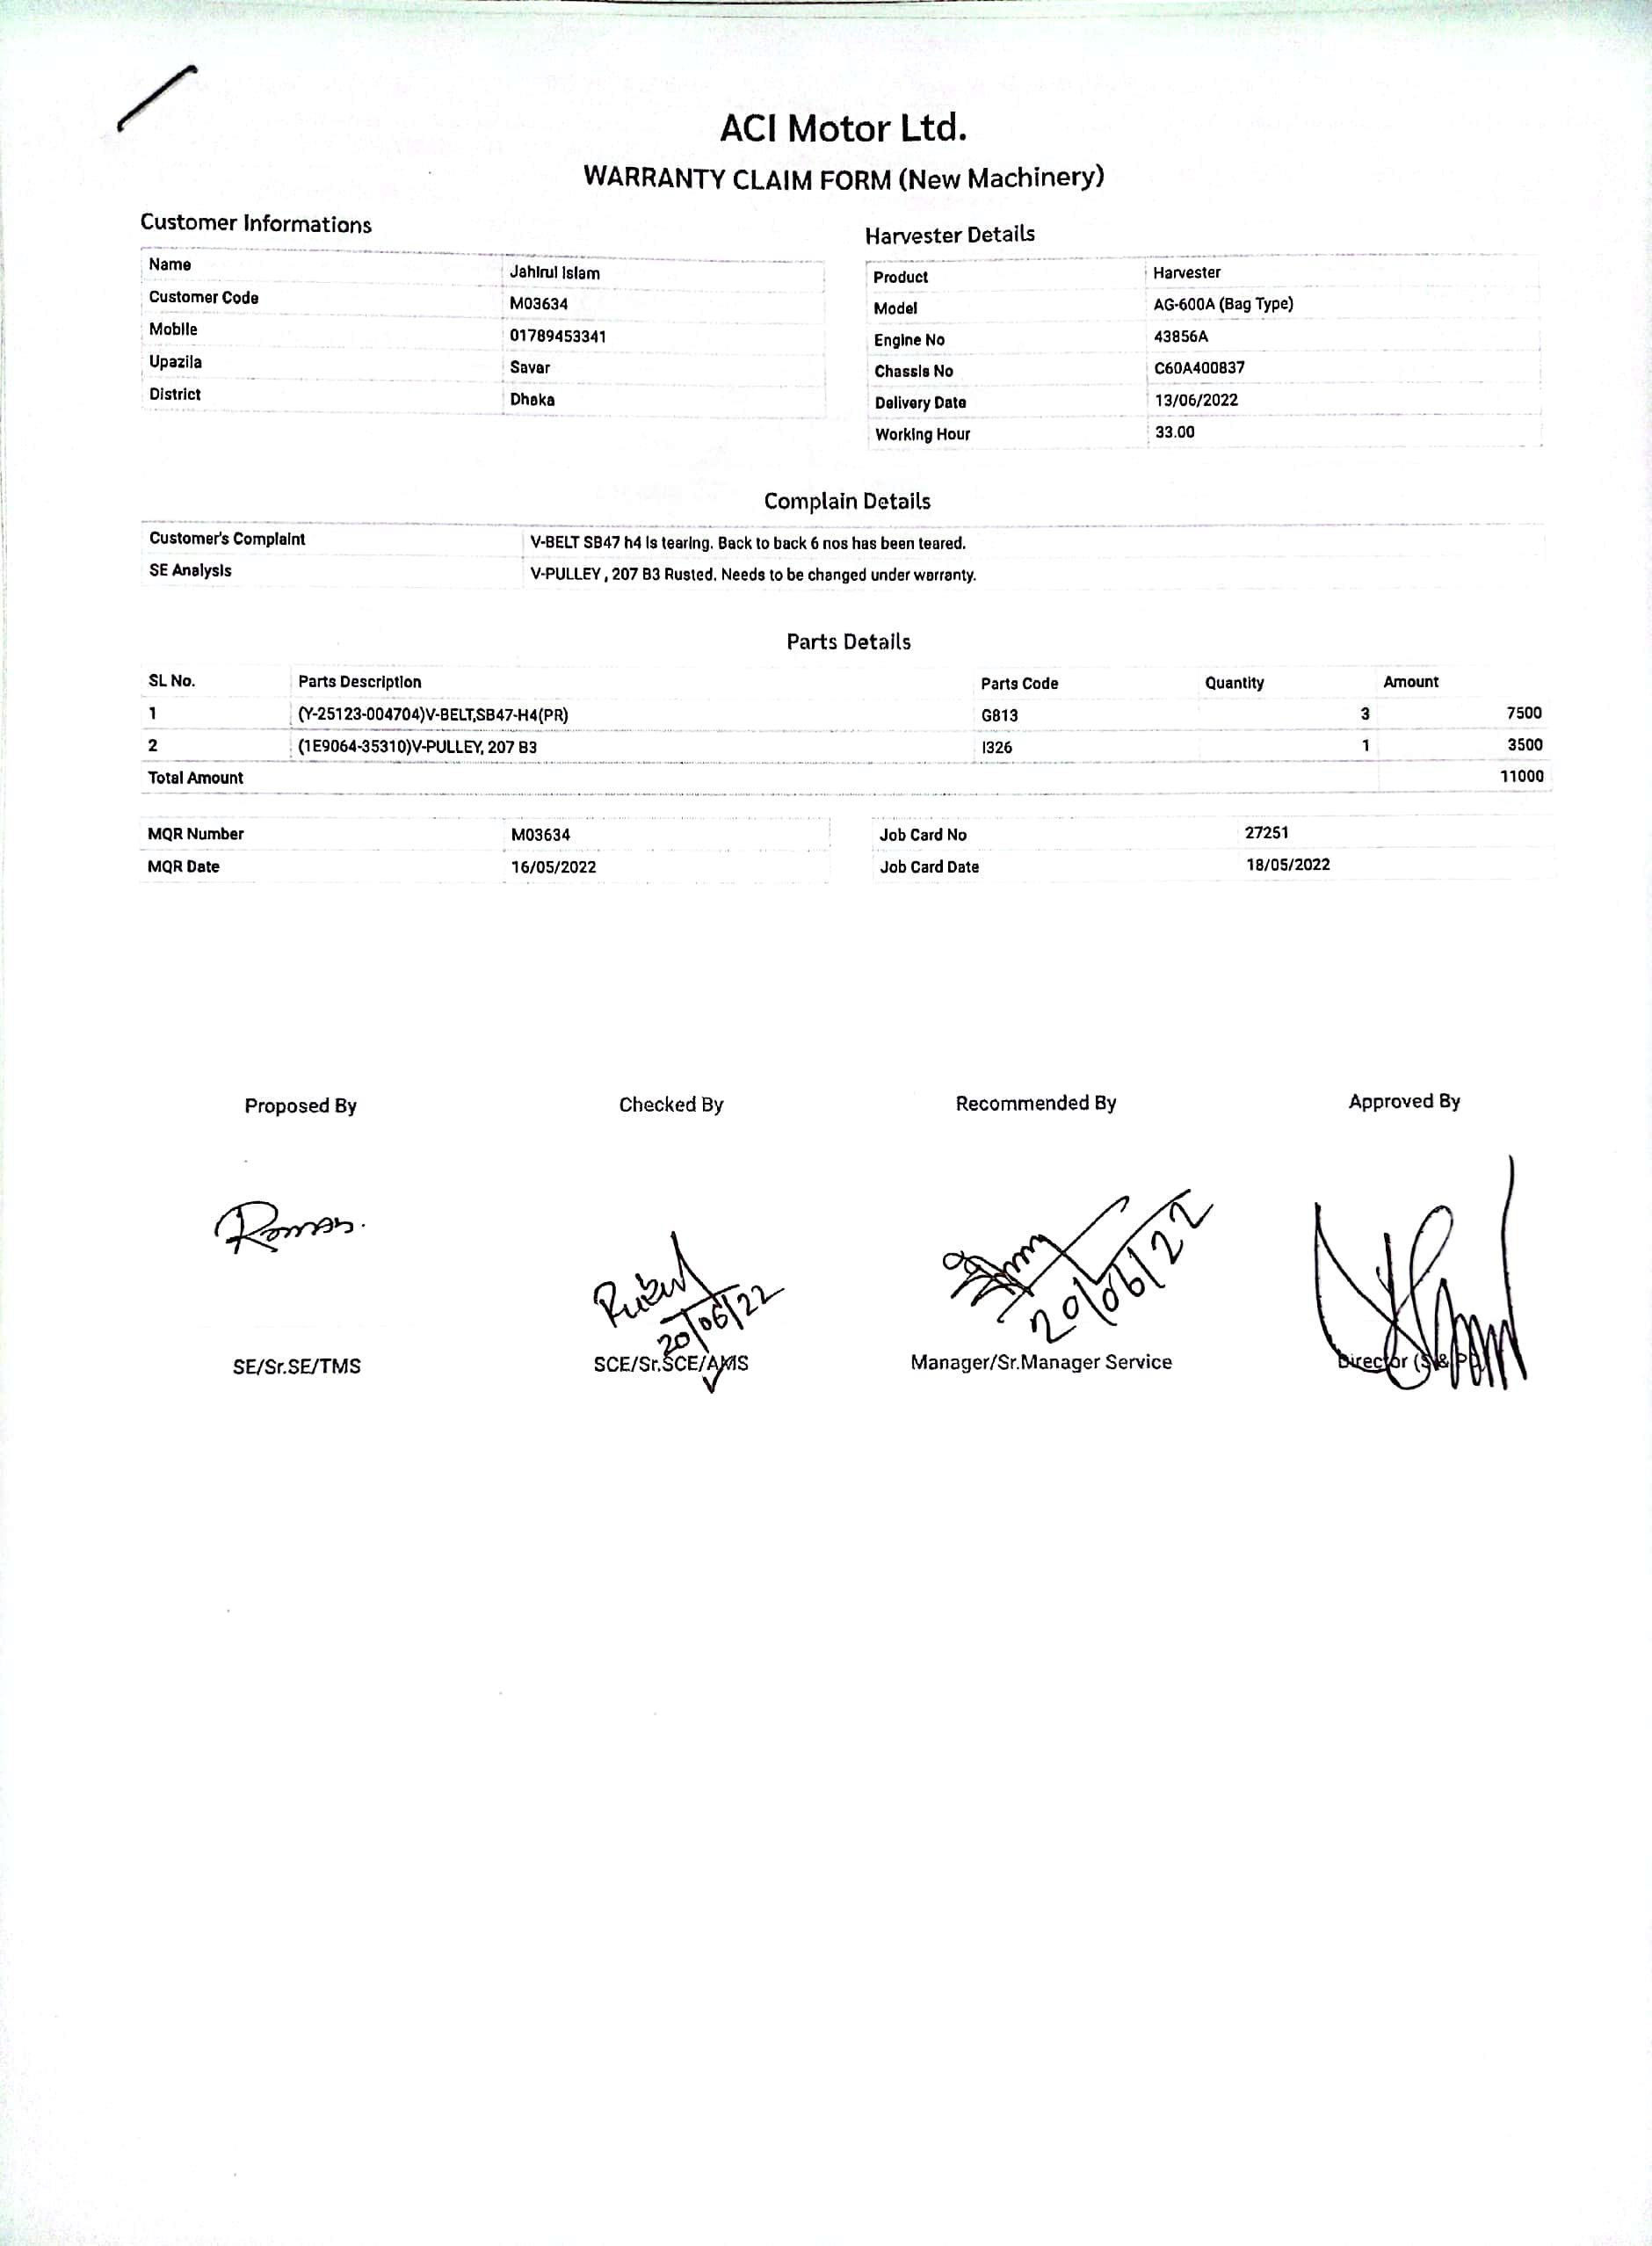 ACI Motor Ltd.
WARRANTY CLAIM FORM (New Machinery)
Customer Informations
Name Jahirul Islam
Customer Code M03634
Mobile 01789453341
Upazila Savar
District Dhaka
Harvester Details
Product Harvester
Model AG-600A (Bag Type)
Engine No 43856A
Chassis No C60A400837
Delivery Date 13/06/2022
Working Hour 33.00
Complain Details
Customer's Complaint V-BELT SB47 h4 is tearing. Back to back 6 nos has been teared.
SE Analysis V-PULLEY , 207 B3 Rusted. Needs to be changed under warranty.
Parts Details
SL No. Parts Description Parts Code Quantity Amount
1 (Y-25123-004704)V-BELT,SB47-H4(PR) G813 3 7500
2 (1E9064-35310)V-PULLEY, 207 B3 I326 1 3500
Total Amount 11000
MQR Number M03634
MQR Date 16/05/2022
Job Card No 27251
Job Card Date 18/05/2022
Proposed By Checked By Recommended By Approved By
20/06/22 20/06/22
SE/Sr.SE/TMS SCE/Sr.SCE/AMS Manager/Sr.Manager Service Director